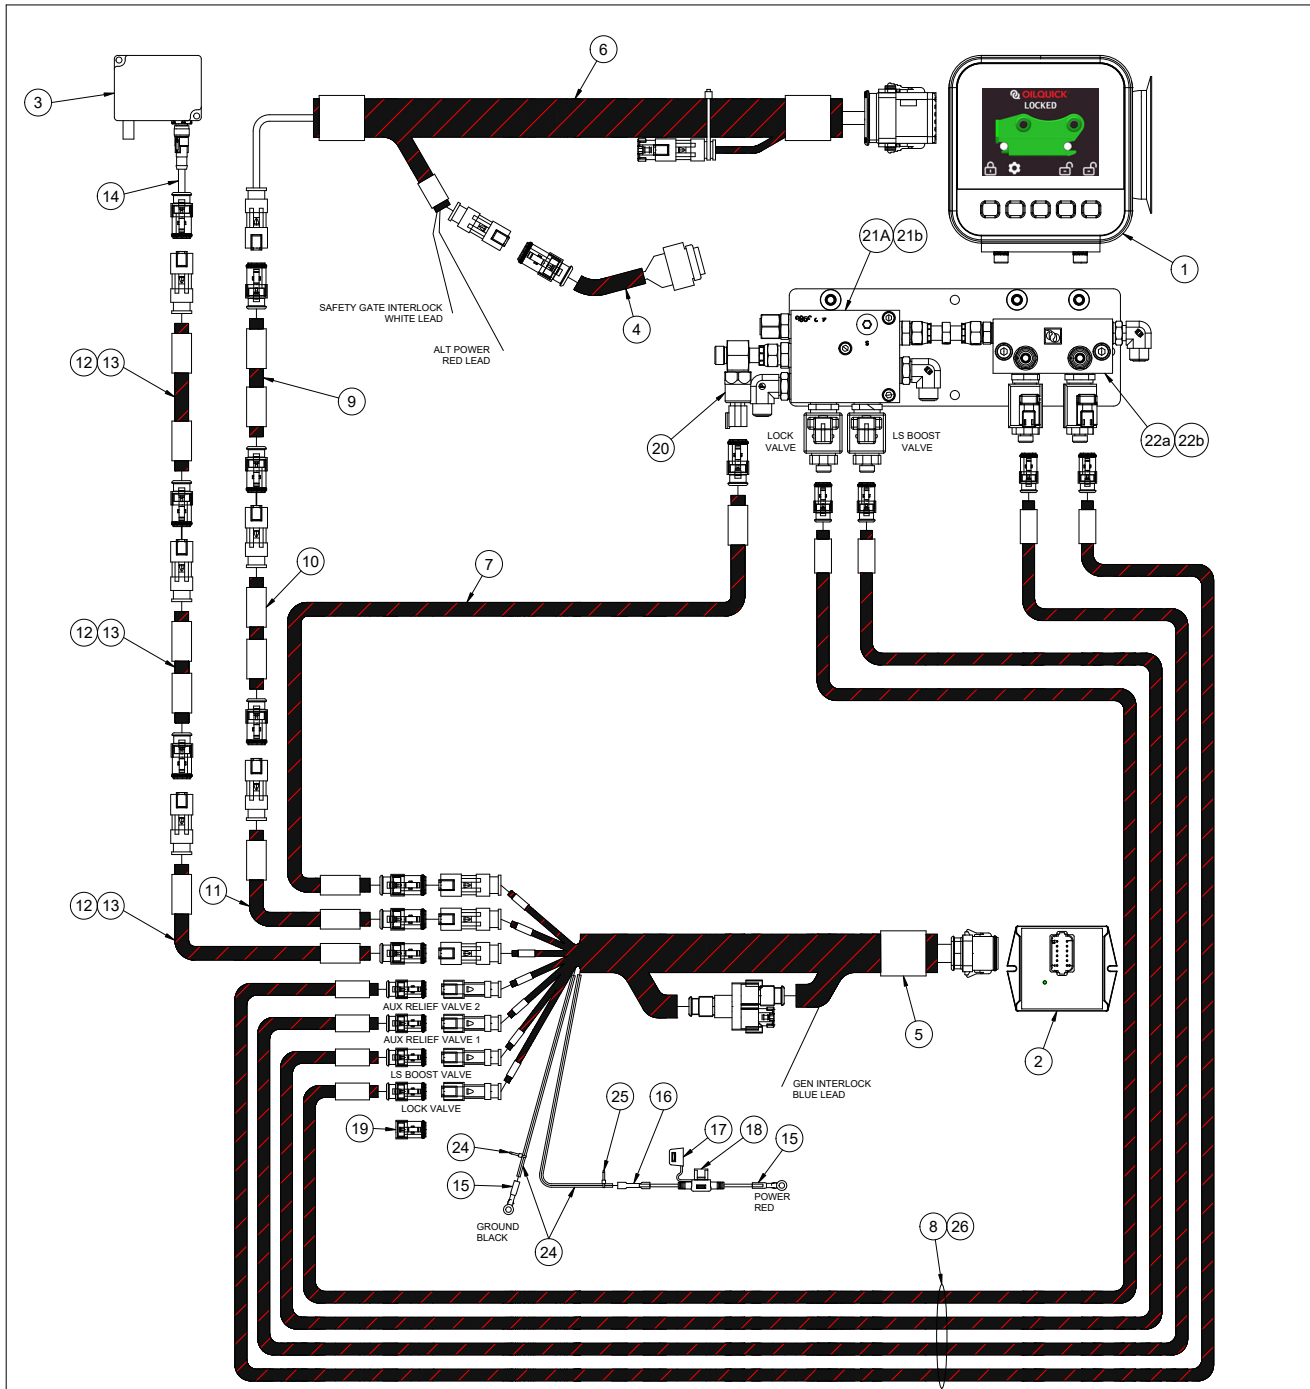 6
3
OILQUICK
LOCKED
14
21A 21b
1
SAFETY GATE INTERLOCK
WHITE LEAD
4
ALT POWER
RED LEAD
12 13
9
20
LOCK
VALVE
LS BOOST
VALVE
22a 22b
7
10
12 13
11
12 13
5
2
AUX RELIEF VALVE 2
AUX RELIEF VALVE 1
LS BOOST VALVE
LOCK VALVE
GEN INTERLOCK
BLUE LEAD
19
25
16
17
18
15
24
15
POWER
RED
GROUND
BLACK
24
8 26